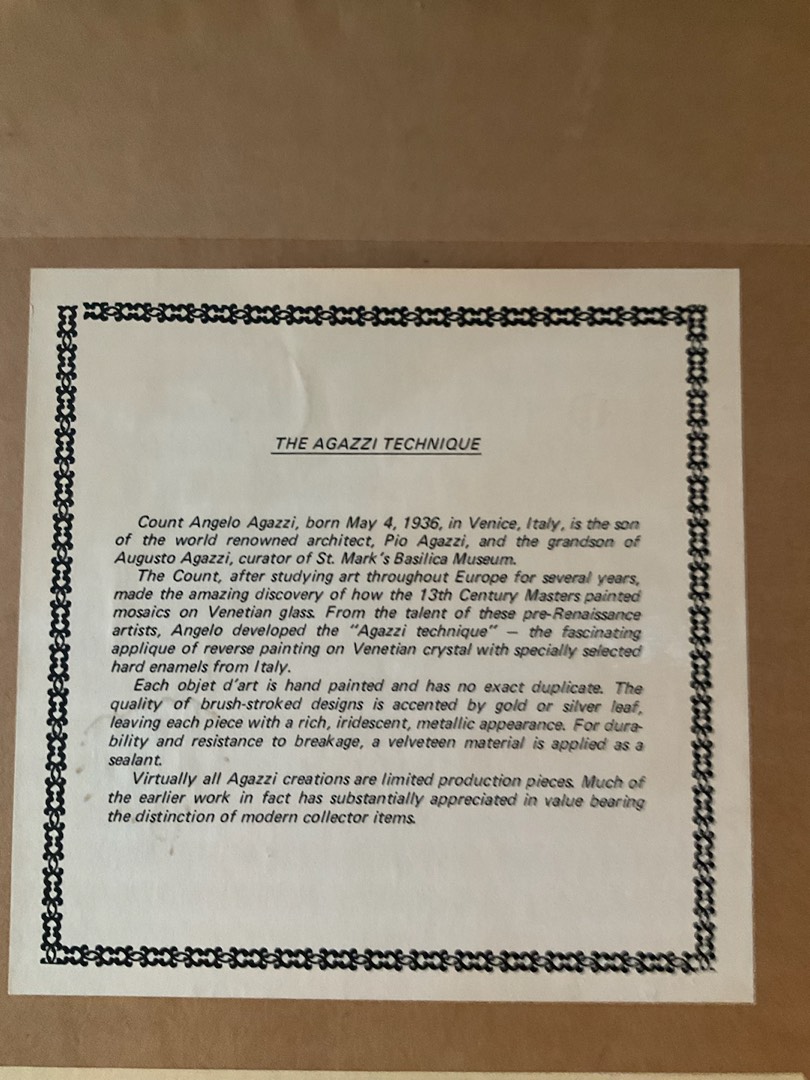 THE AGAZZI TECHNIQUE
Count Angelo Agazzi, born May 4, 1936, in Venice, Italy, is the son
of the world renowned architect, Pio Agazzi, and the grandson of
Augusto Agazzi, curator of St. Mark's Basilica Museum.
The Count, after studying art throughout Europe for several years,
made the amazing discovery of how the 13th Century Masters painted
mosaics on Venetian glass. From the talent of these pre-Renaissance
artists, Angelo developed the "Agazzi technique" — the fascinating
applique of reverse painting on Venetian crystal with specially selected
hard enamels from Italy.
Each objet d'art is hand painted and has no exact duplicate. The
quality of brush-stroked designs is accented by gold or silver leaf,
leaving each piece with a rich, iridescent, metallic appearance. For dura-
bility and resistance to breakage, a velveteen material is applied as a
sealant.
Virtually all Agazzi creations are limited production pieces. Much of
the earlier work in fact has substantially appreciated in value bearing
the distinction of modern collector items.